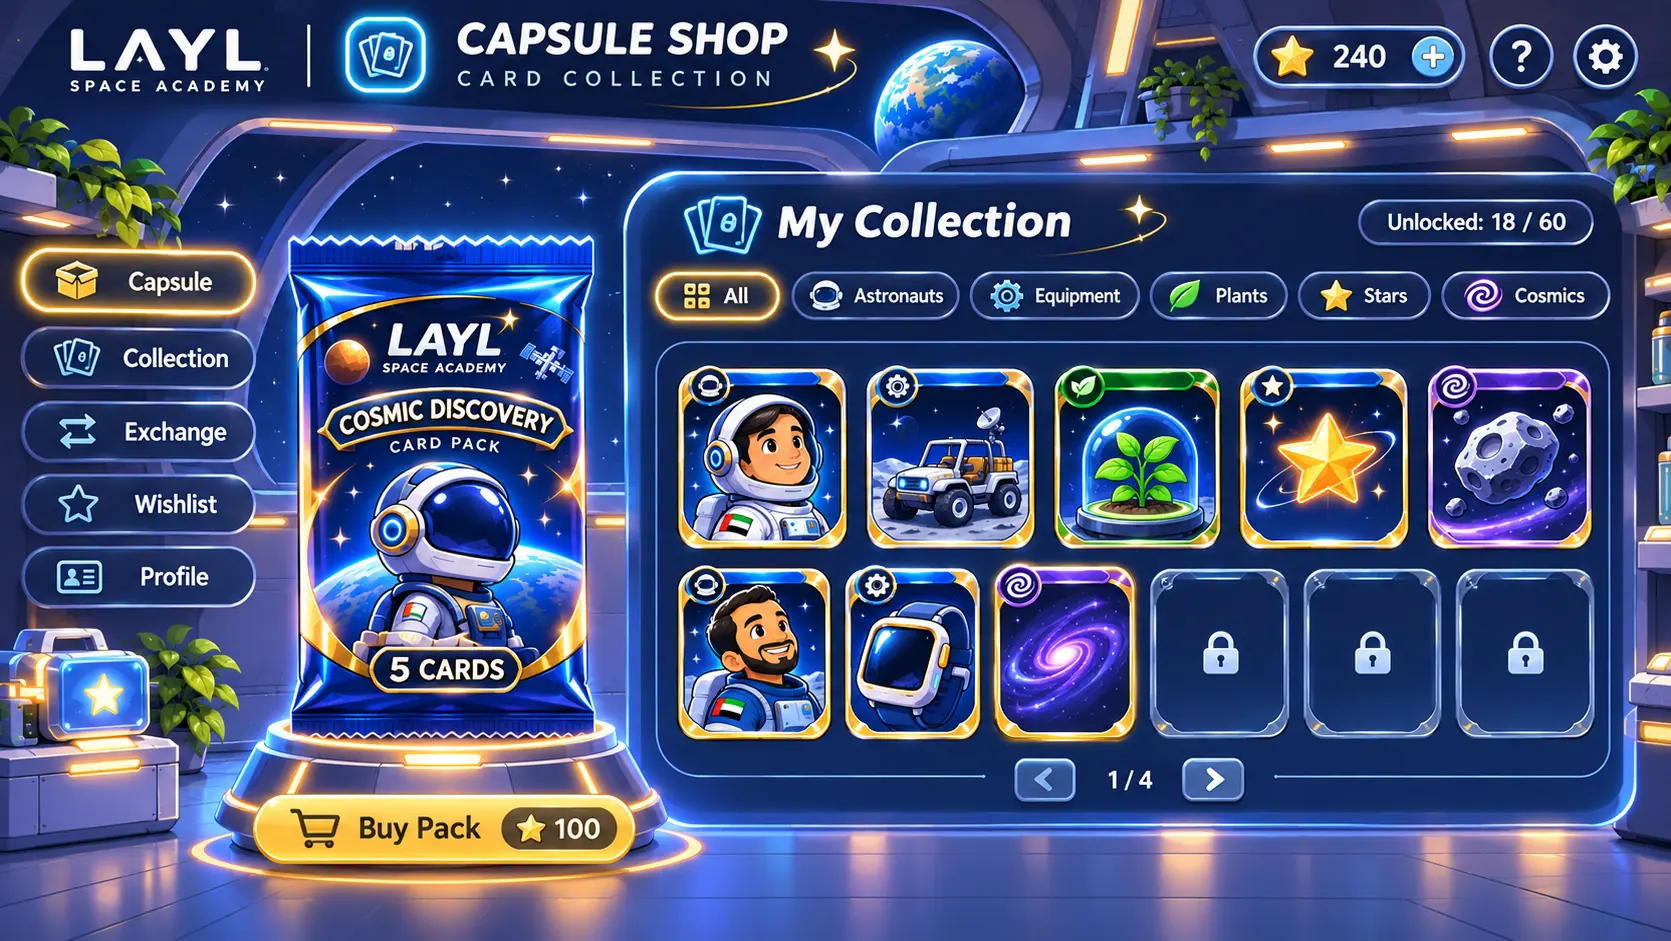 LAYL
SPACE ACADEMY
CAPSULE SHOP
CARD COLLECTION
240
?
Capsule
Collection
Exchange
Wishlist
Profile
LAYL
SPACE ACADEMY
COSMIC DISCOVERY
CARD PACK
5 CARDS
Buy Pack
100
My Collection
Unlocked: 18 / 60
All
Astronauts
Equipment
Plants
Stars
Cosmics
1 / 4